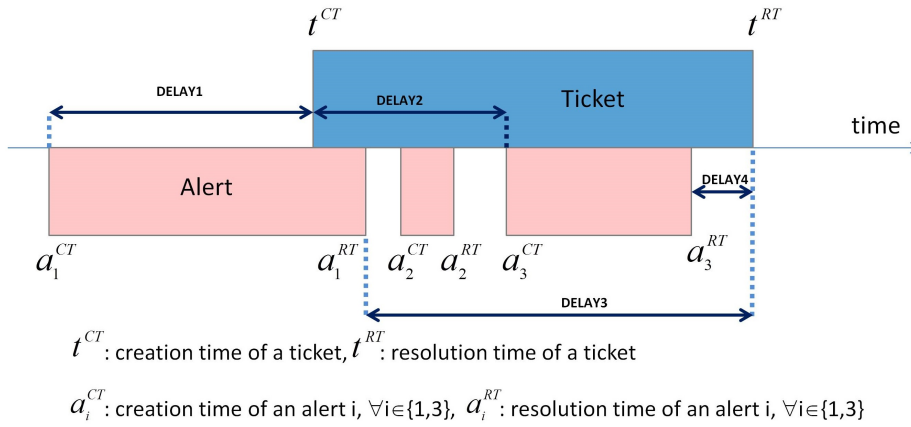 t^{CT} t^{RT}
DELAY1 DELAY2 Ticket
time
Alert DELAY4
a_1^{CT} a_1^{RT} a_2^{CT} a_2^{RT} a_3^{CT} a_3^{RT}
DELAY3
t^{CT}: creation time of a ticket, t^{RT}: resolution time of a ticket
a_i^{CT}: creation time of an alert i, ∀i∈{1,3}, a_i^{RT}: resolution time of an alert i, ∀i∈{1,3}